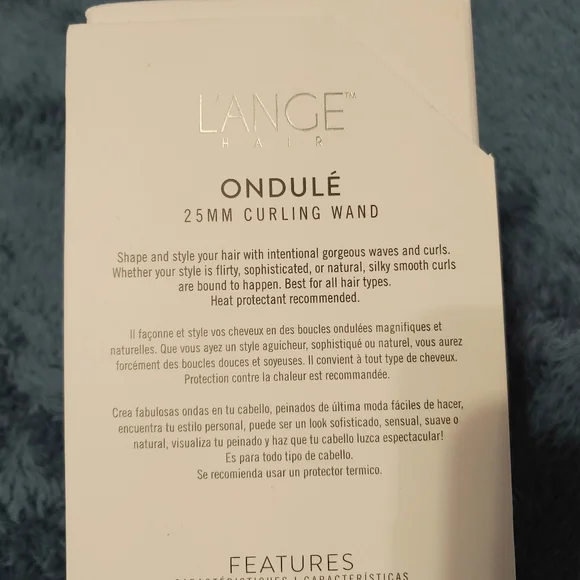 L'ANGE™
HAIR
ONDULÉ
25MM CURLING WAND
Shape and style your hair with intentional gorgeous waves and curls.
Whether your style is flirty, sophisticated, or natural, silky smooth curls
are bound to happen. Best for all hair types.
Heat protectant recommended.
Il façonne et style vos cheveux en des boucles ondulées magnifiques et
naturelles. Que vous ayez un style aguicheur, sophistiqué ou naturel, vous aurez
forcément des boucles douces et soyeuses. Il convient à tout type de cheveux.
Protection contre la chaleur est recommandée.
Crea fabulosas ondas en tu cabello, peinados de última moda fáciles de hacer,
encuentra tu estilo personal, puede ser un look sofisticado, sensual, suave o
natural, visualiza tu peinado y haz que tu cabello luzca espectacular!
Es para todo tipo de cabello.
Se recomienda usar un protector termico.
FEATURES
CARACTÉRISTIQUES | CARACTERÍSTICAS